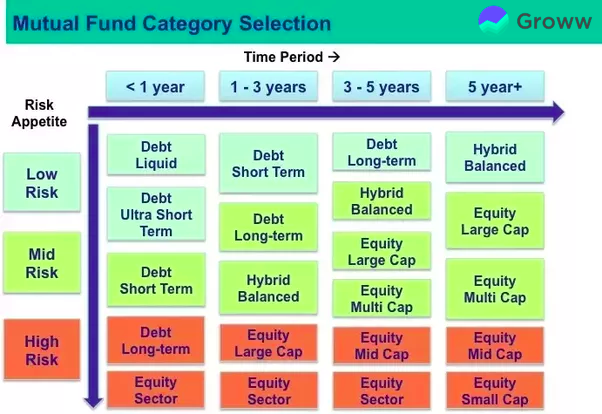 Mutual Fund Category Selection
Groww
Time Period →
Risk
Appetite
< 1 year
1 - 3 years
3 - 5 years
5 year+
Low
Risk
Mid
Risk
High
Risk
Debt
Liquid
Debt
Ultra Short
Term
Debt
Short Term
Debt
Long-term
Equity
Sector
Debt
Short Term
Debt
Long-term
Hybrid
Balanced
Equity
Large Cap
Equity
Sector
Debt
Long-term
Hybrid
Balanced
Equity
Large Cap
Equity
Multi Cap
Equity
Mid Cap
Equity
Sector
Hybrid
Balanced
Equity
Large Cap
Equity
Multi Cap
Equity
Mid Cap
Equity
Small Cap